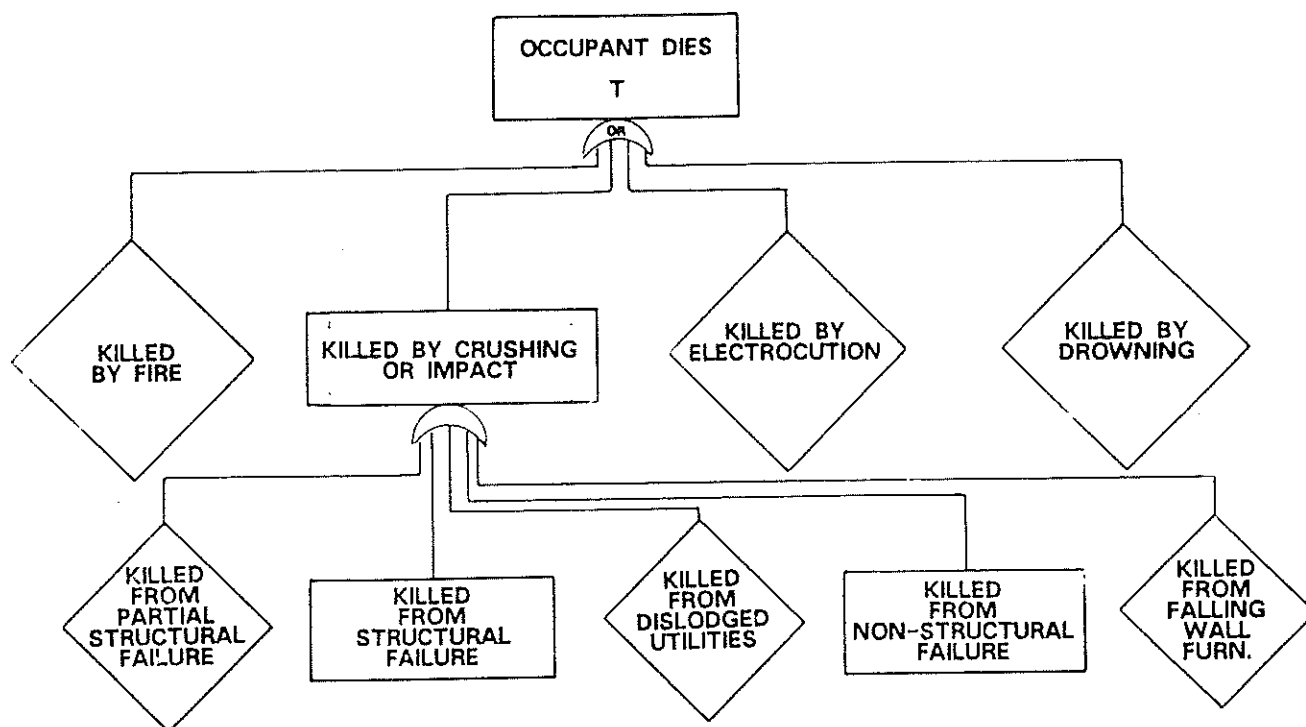 OCCUPANT DIES
T
OR
KILLED
BY FIRE
KILLED BY CRUSHING
OR IMPACT
KILLED BY
ELECTROCUTION
KILLED BY
DROWNING
KILLED
FROM
PARTIAL
STRUCTURAL
FAILURE
KILLED
FROM
STRUCTURAL
FAILURE
KILLED
FROM
DISLODGED
UTILITIES
KILLED
FROM
NON-STRUCTURAL
FAILURE
KILLED
FROM
FALLING
WALL
FURN.